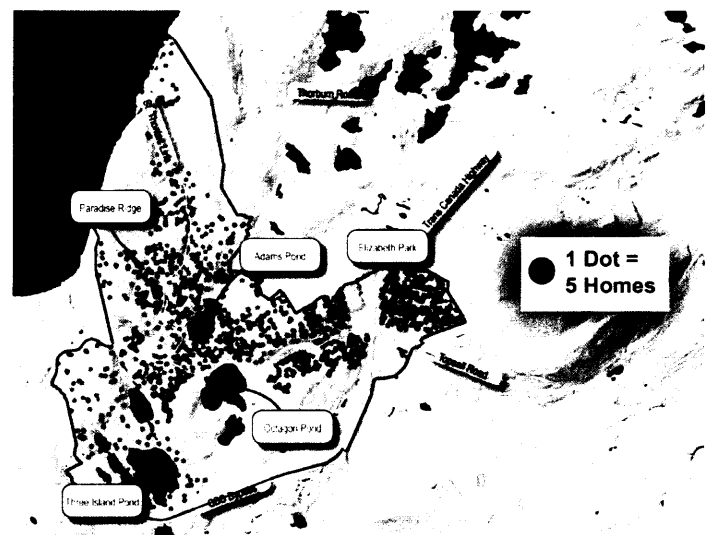 Thorburn Road
Paradise Ridge
Trans Canada Highway
Adams Pond
Elizabeth Park
1 Dot =
5 Homes
Topsail Road
Octagon Pond
Three Island Pond